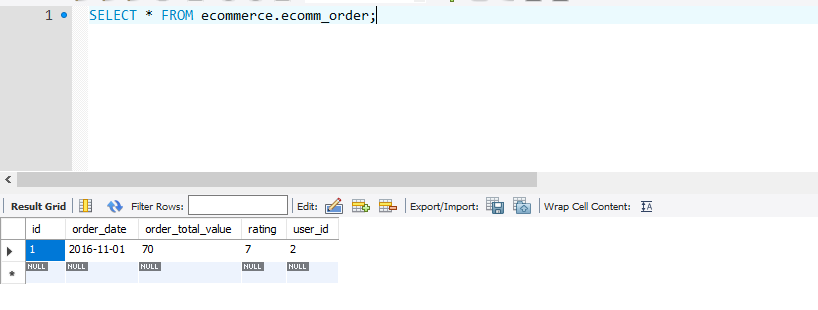 1 SELECT * FROM ecommerce.ecomm_order;
Result Grid Filter Rows: Edit: Export/Import: Wrap Cell Content: IA
id order_date order_total_value rating user_id
1 2016-11-01 70 7 2
* NULL NULL NULL NULL NULL